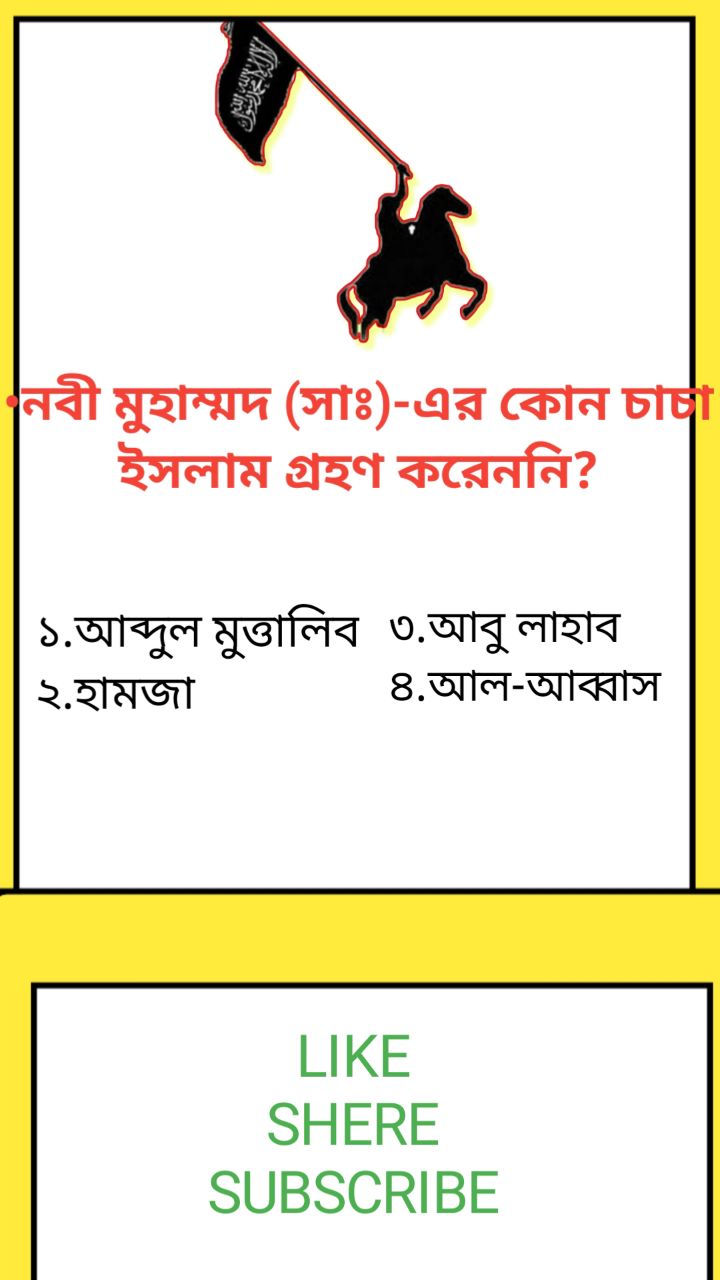 •নবী মুহাম্মদ (সাঃ)-এর কোন চাচা
ইসলাম গ্রহণ করেননি?
১.আব্দুল মুত্তালিব
২.হামজা
৩.আবু লাহাব
৪.আল-আব্বাস
LIKE
SHERE
SUBSCRIBE